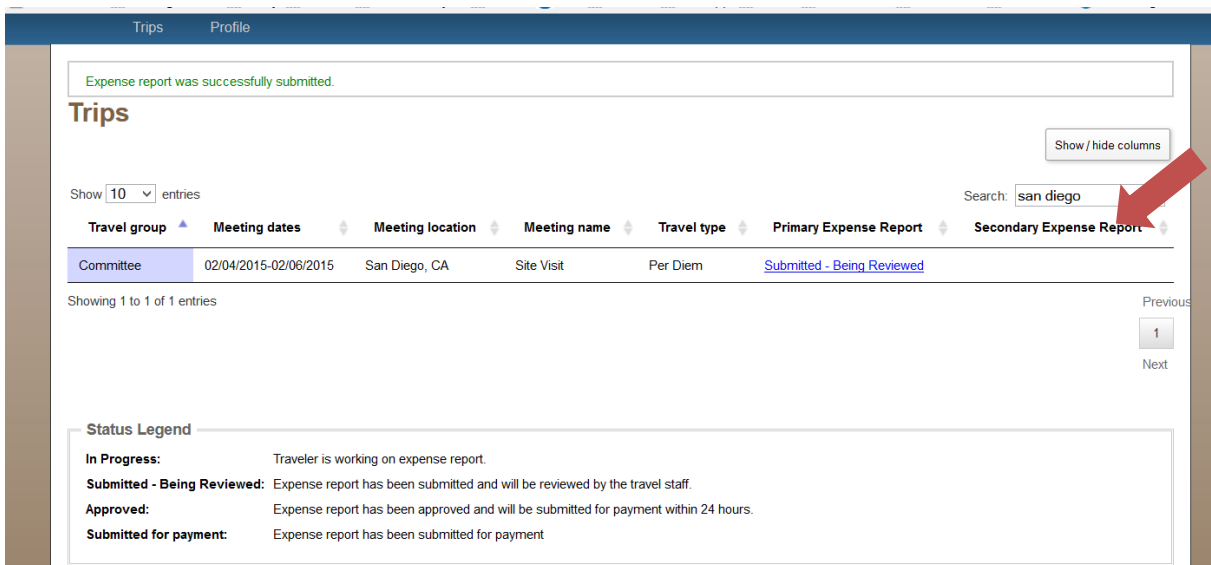 Trips Profile
Expense report was successfully submitted.
Trips
Show / hide columns
Show 10 entries Search: san diego
Travel group Meeting dates Meeting location Meeting name Travel type Primary Expense Report Secondary Expense Report
Committee 02/04/2015-02/06/2015 San Diego, CA Site Visit Per Diem Submitted - Being Reviewed
Showing 1 to 1 of 1 entries Previous
1
Next
Status Legend
In Progress: Traveler is working on expense report.
Submitted - Being Reviewed: Expense report has been submitted and will be reviewed by the travel staff.
Approved: Expense report has been approved and will be submitted for payment within 24 hours.
Submitted for payment: Expense report has been submitted for payment